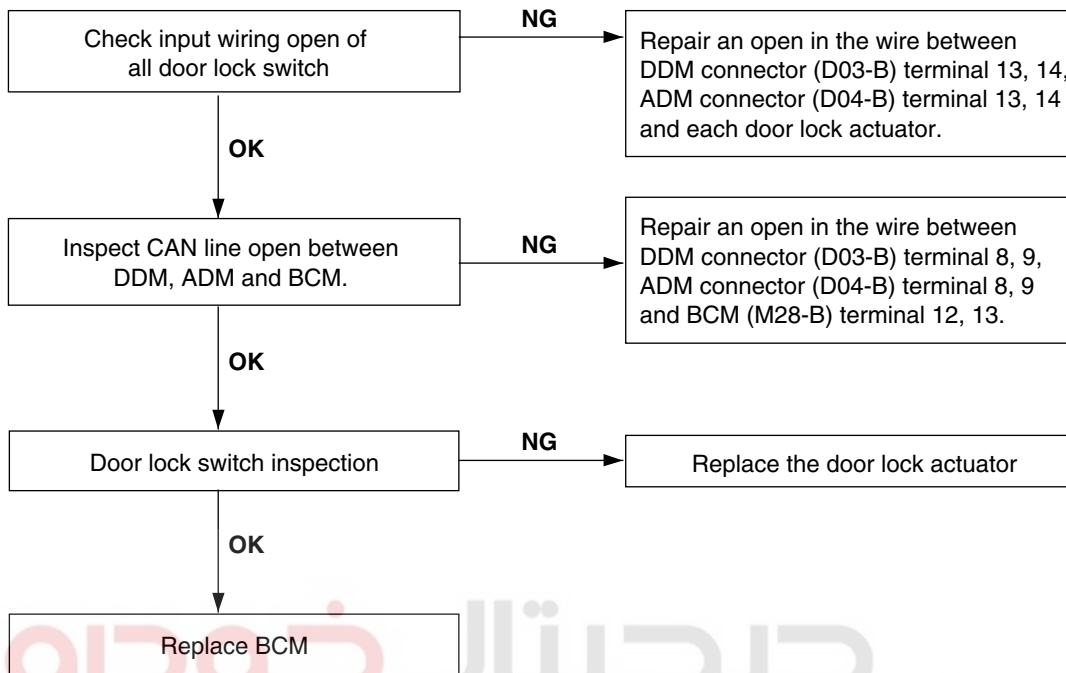 Check input wiring open of
all door lock switch
NG
Repair an open in the wire between
DDM connector (D03-B) terminal 13, 14,
ADM connector (D04-B) terminal 13, 14
and each door lock actuator.
OK
Inspect CAN line open between
DDM, ADM and BCM.
NG
Repair an open in the wire between
DDM connector (D03-B) terminal 8, 9,
ADM connector (D04-B) terminal 8, 9
and BCM (M28-B) terminal 12, 13.
OK
Door lock switch inspection
NG
Replace the door lock actuator
OK
Replace BCM
دیجیتال خودرو